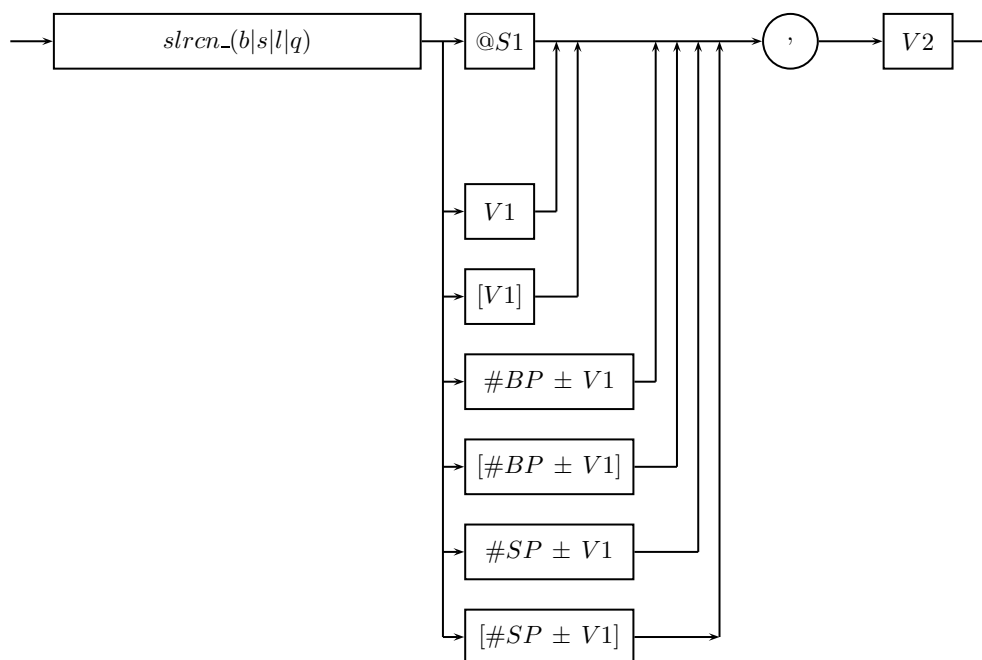 slrcn_(b|s|l|q) @S1 , V2
V1
[V1]
#BP ± V1
[#BP ± V1]
#SP ± V1
[#SP ± V1]